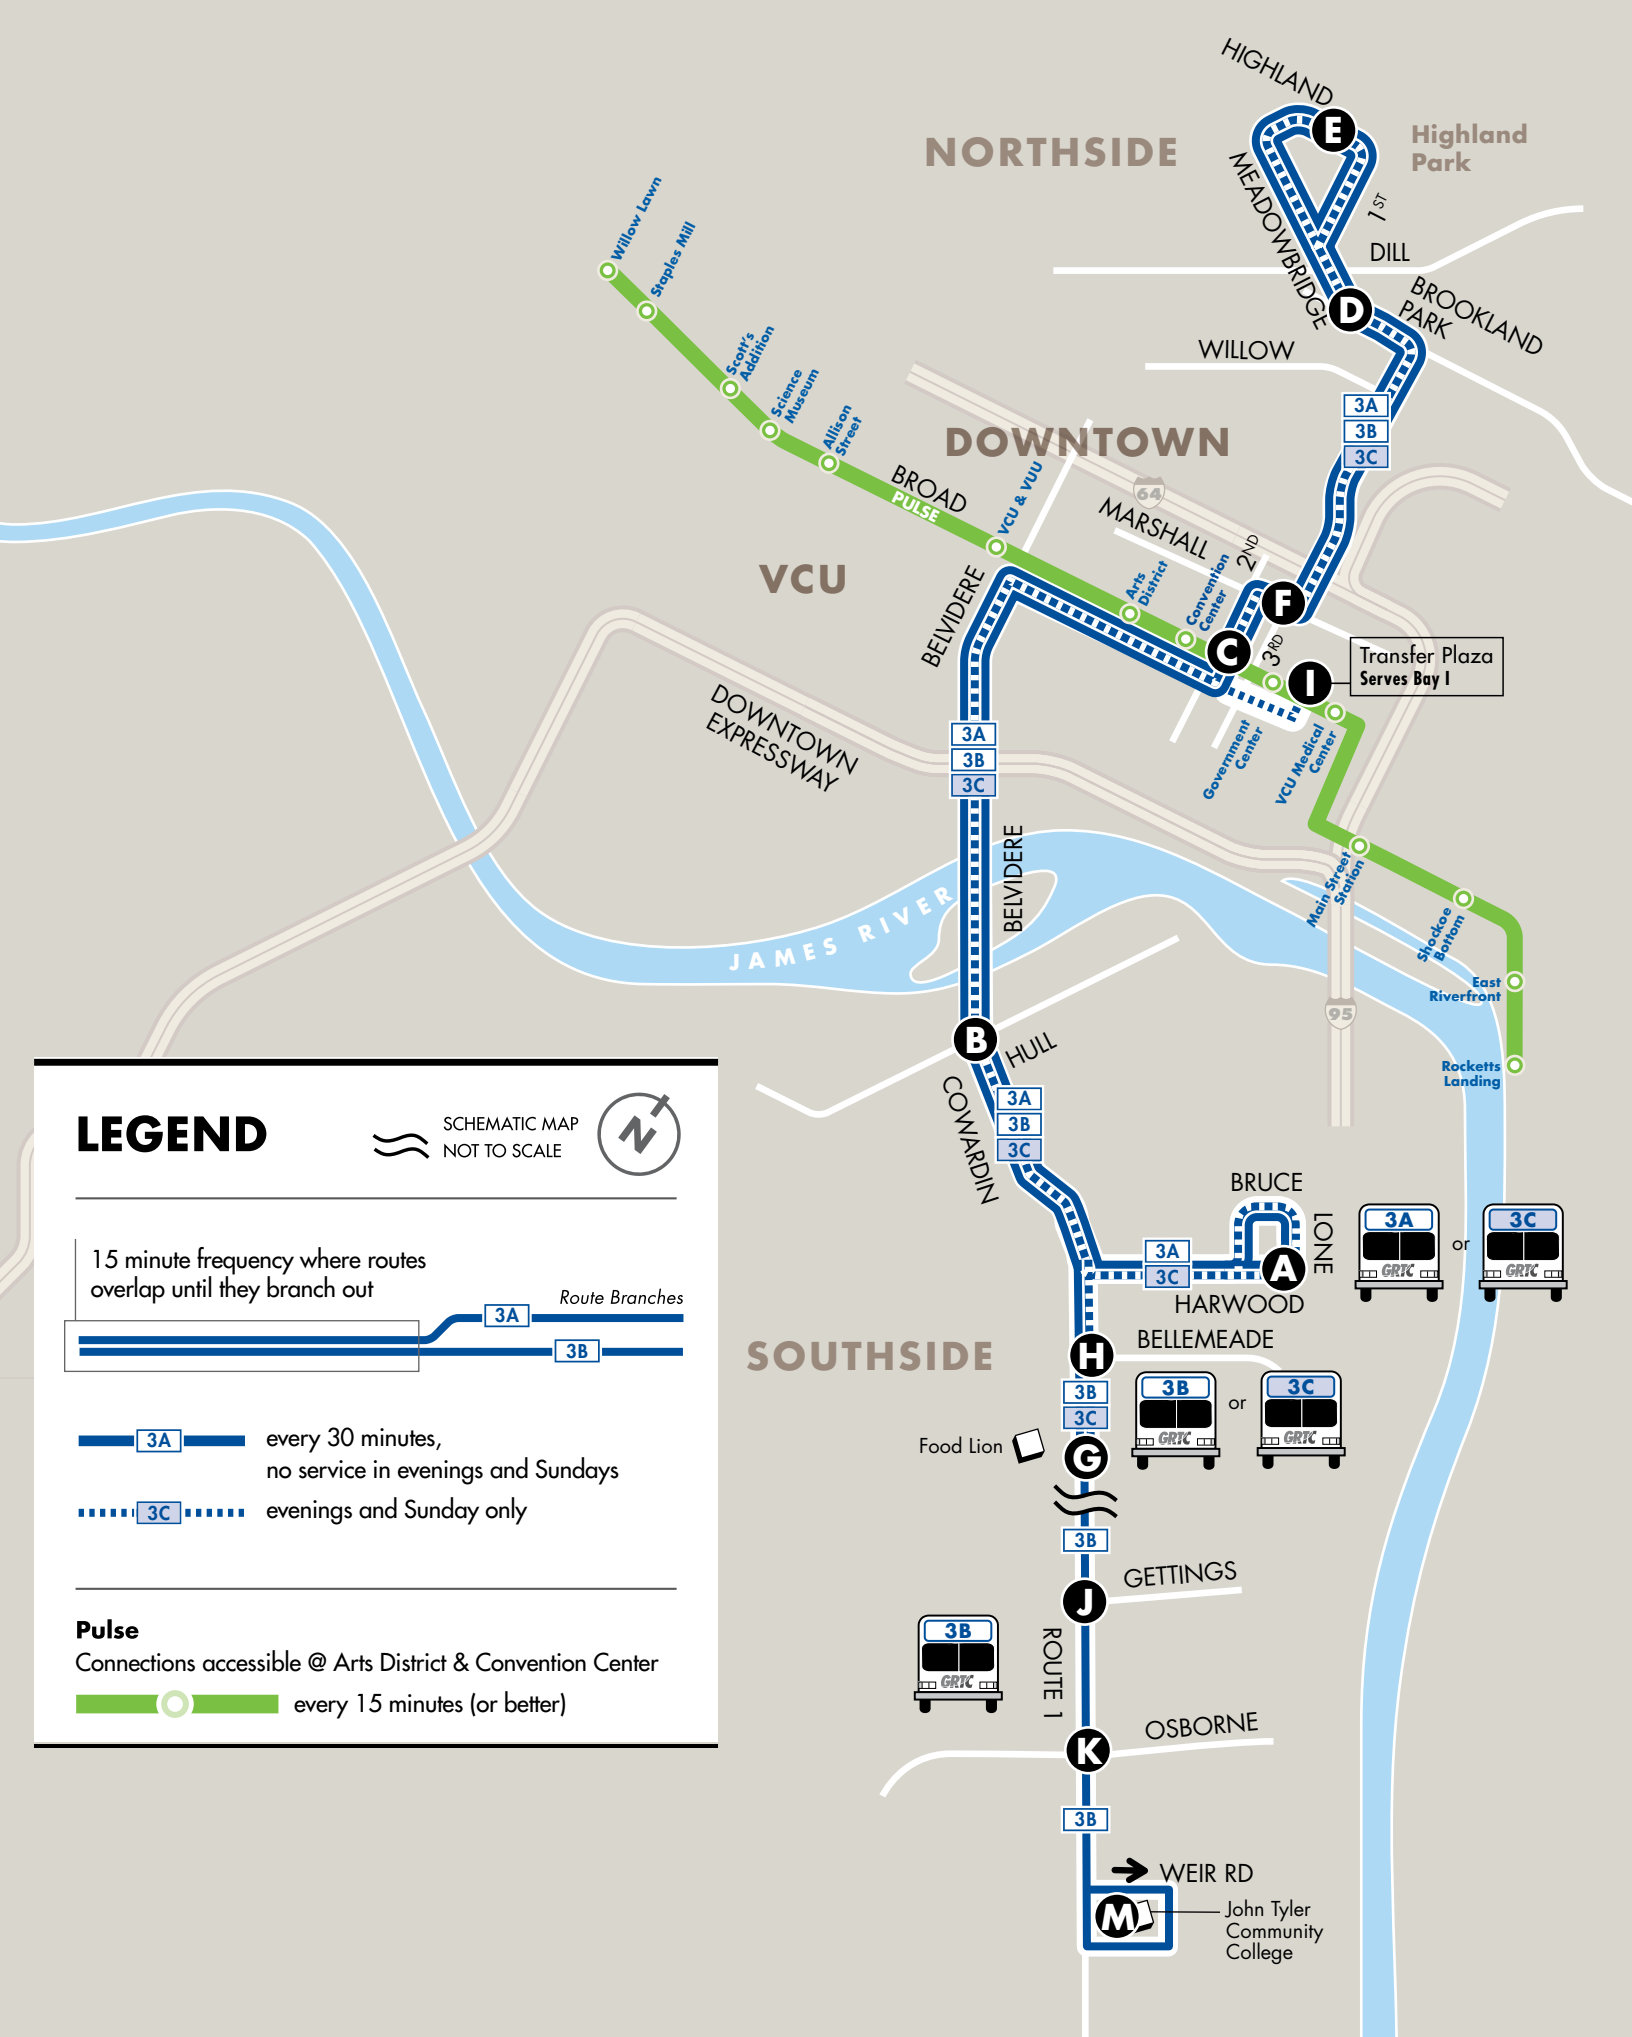 HIGHLAND
E
NORTHSIDE
Highland
Park
MEADOWBRIDGE
1ST
DILL
Willow Lawn
Staples Mill
D
BROOKLAND
PARK
WILLOW
Scott's
Addition
Science
Museum
Allison
Street
3A
3B
3C
DOWNTOWN
BROAD
PULSE
VCU & VUU
64
MARSHALL
2ND
VCU
BELVIDERE
Arts
District
Convention
Center
F
C
3RD
I
Transfer Plaza
Serves Bay I
DOWNTOWN
EXPRESSWAY
3A
3B
3C
Government
Center
VCU Medical
Center
BELVIDERE
JAMES RIVER
Main Street
Station
Shockoe
Bottom
East
Riverfront
95
B
HULL
Rocketts
Landing
COWARDIN
3A
3B
3C
LEGEND
SCHEMATIC MAP
NOT TO SCALE
N
15 minute frequency where routes
overlap until they branch out
Route Branches
3A
3B
3A
every 30 minutes,
no service in evenings and Sundays
3C
evenings and Sunday only
Pulse
Connections accessible @ Arts District & Convention Center
every 15 minutes (or better)
BRUCE
LONE
3A
3C
A
HARWOOD
3A
GRTC
or
3C
GRTC
SOUTHSIDE
H
BELLEMEADE
3B
3C
3B
GRTC
or
3C
GRTC
Food Lion
G
3B
J
GETTINGS
3B
GRTC
ROUTE 1
K
OSBORNE
3B
WEIR RD
M
John Tyler
Community
College